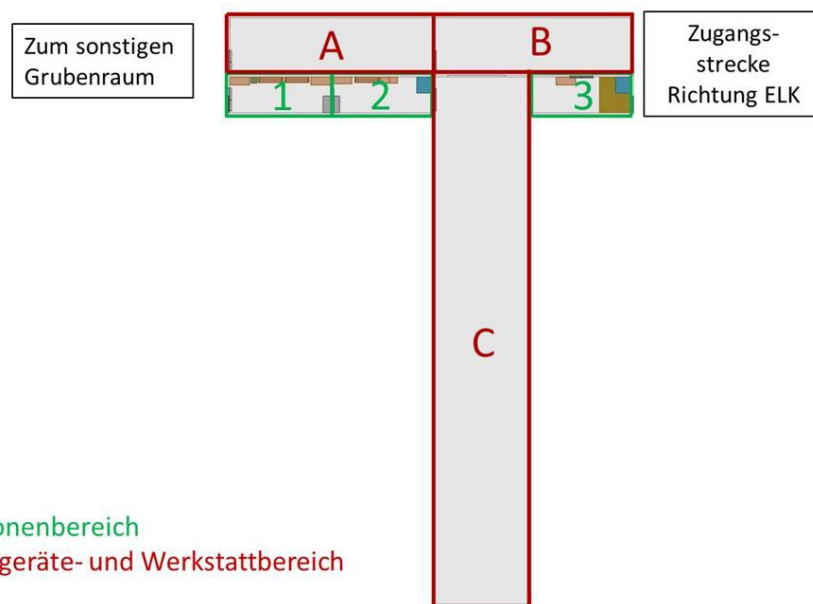 Zum sonstigen
Grubenraum
A
B
Zugangs-
strecke
Richtung ELK
1
2
3
C
onenbereich
geräte- und Werkstattbereich